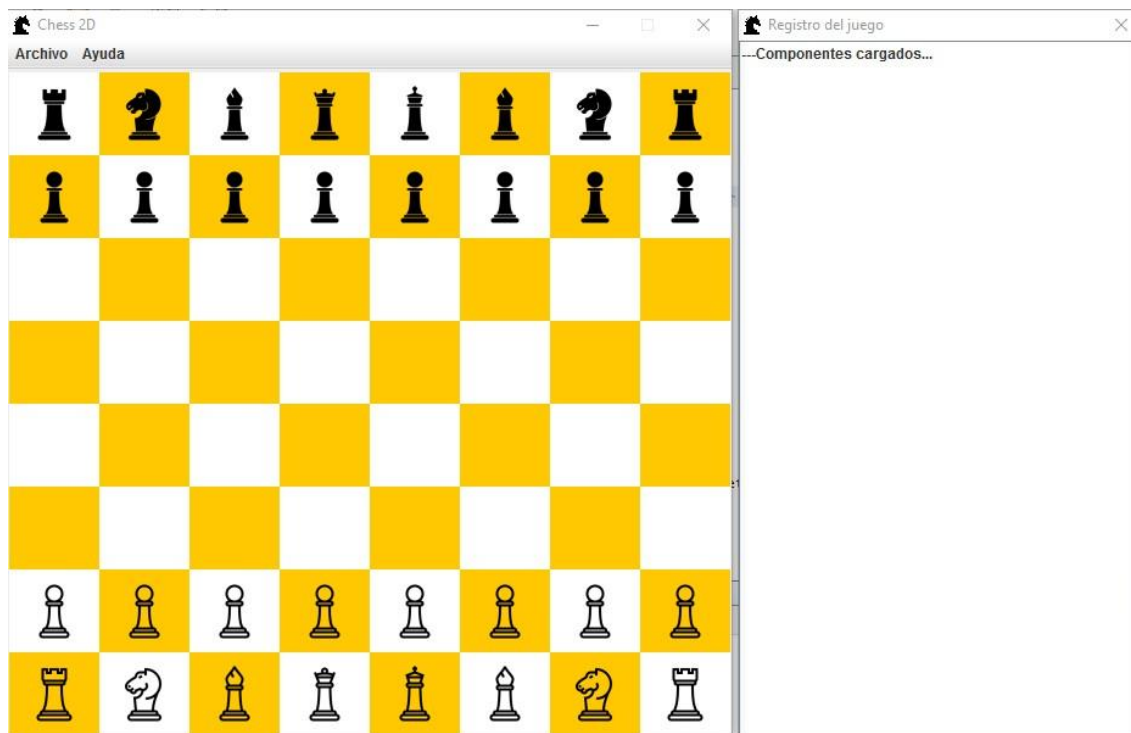 Chess 2D
Archivo Ayuda
Registro del juego
---Componentes cargados...